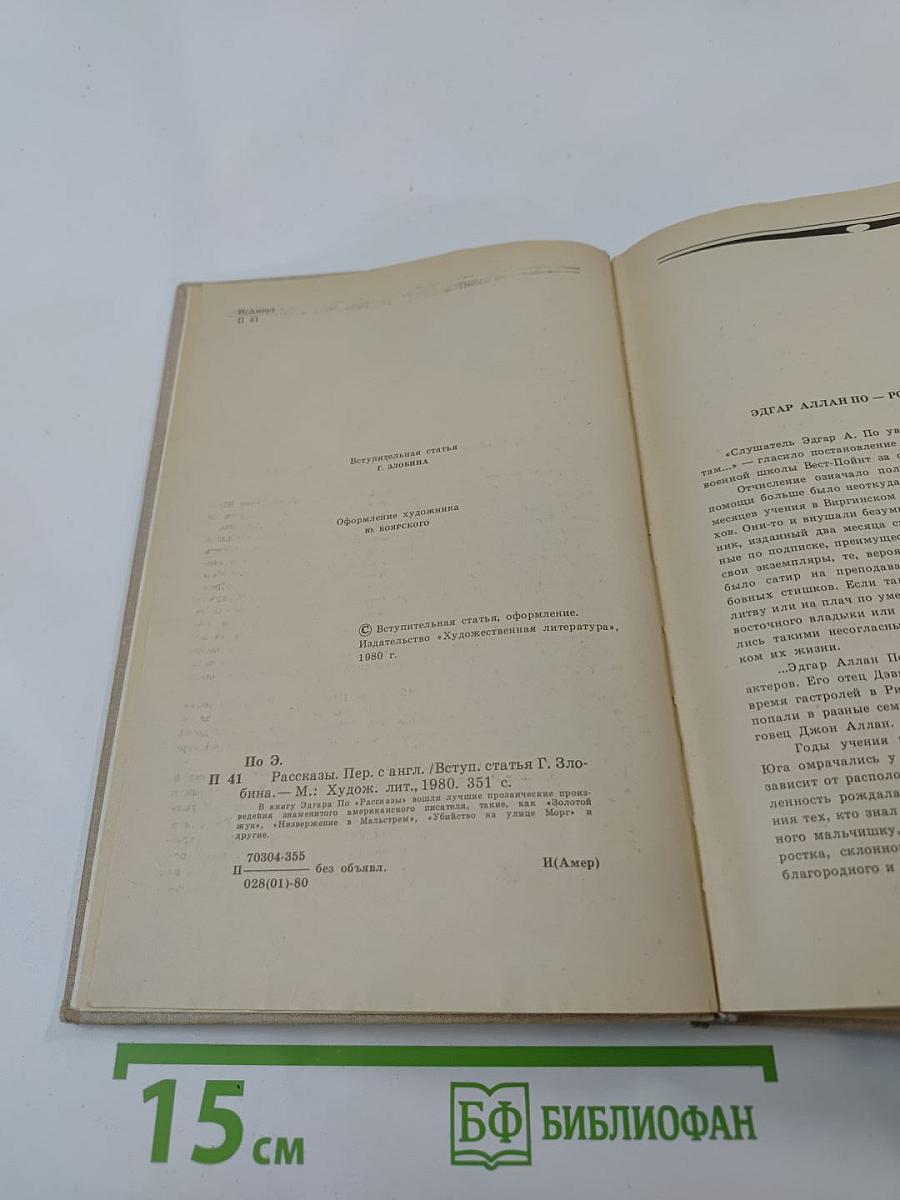 И(Амер)
П 41
Вступительная статья
Г. ЗЛОБИНА
Оформление художника
Ю. БОЯРСКОГО
© Вступительная статья, оформление.
Издательство «Художественная литература»,
1980 г.
По Э.
П 41 Рассказы. Пер. с англ. /Вступ. статья Г. Зло-
бина.— М.: Худож. лит., 1980. 351 с.
В книгу Эдгара По «Рассказы» вошли лучшие прозаические произ-
ведения знаменитого американского писателя, такие, как «Золотой
жук», «Низвержение в Мальстрем», «Убийство на улице Морг» и
другие.
70304-355
П без объявл. И(Амер)
028(01)-80
ЭДГАР АЛЛАН ПО — РО
«Слушатель Эдгар А. По ув
там...» — гласило постановление
военной школы Вест-Пойнт за с
Отчисление означало пол
помощи больше было неоткуда
месяцев учения в Виргинском
хов. Они-то и внушали безум
ник, изданный два месяца с
ные по подписке, преимущес
свои экземпляры, те, вероя
было сатир на преподава
бовных стишков. Если та
литву или на плач по уме
восточного владыки или
лись такими несогласны
ком их жизни.
...Эдгар Аллан По
актеров. Его отец Дэв
время гастролей в Ри
попали в разные сем
говец Джон Аллан.
Годы учения
Юга омрачались у
зависит от располо
ленность рождала
ния тех, кто знал
ного мальчишку,
ростка, склонно
благородного и
15 см
БФ БИБЛИОФАН